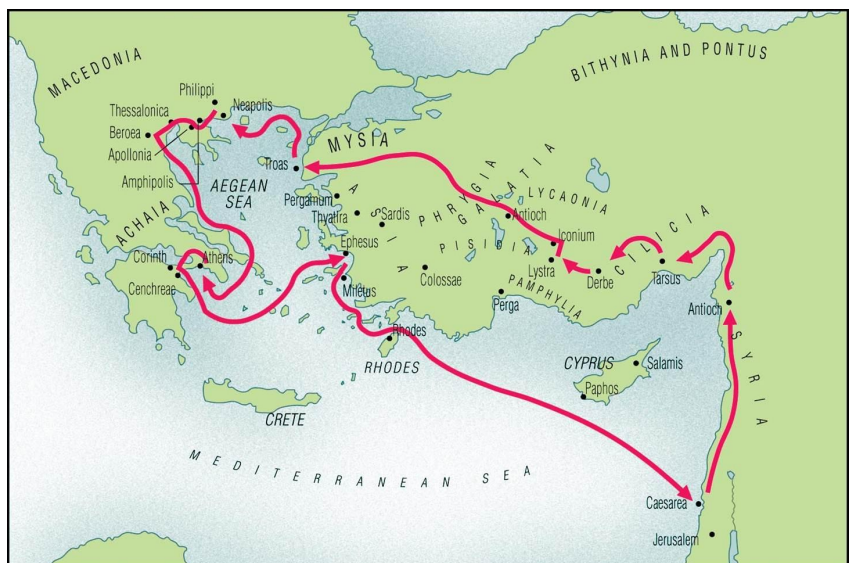 MACEDONIA
BITHYNIA AND PONTUS
Philippi
Neapolis
Thessalonica
Beroea
Apollonia
Amphipolis
MYSIA
Troas
AEGEAN
SEA
Pergamum
Thyatira
Sardis
ASIA
PHRYGIA
GALATIA
LYCAONIA
Antioch
PISIDIA
Iconium
CILICIA
ACHAIA
Corinth
Athens
Cenchreae
Ephesus
Miletus
Colossae
Lystra
Derbe
Tarsus
PAMPHYLIA
Perga
Antioch
SYRIA
Rhodes
RHODES
CYPRUS
Salamis
Paphos
CRETE
MEDITERRANEAN SEA
Caesarea
Jerusalem